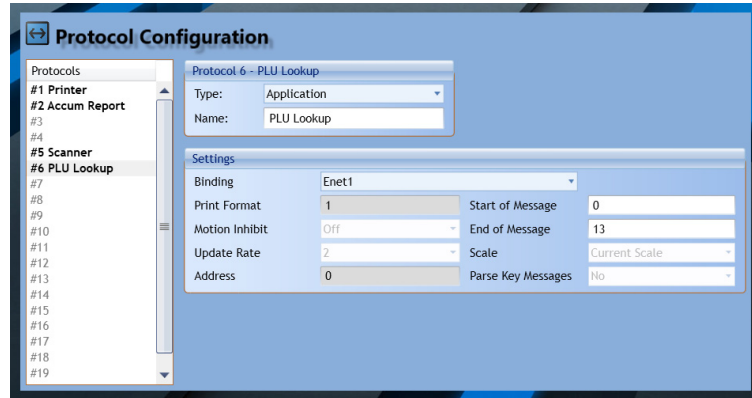 Protocol Configuration
Protocols
#1 Printer
#2 Accum Report
#3
#4
#5 Scanner
#6 PLU Lookup
#7
#8
#9
#10
#11
#12
#13
#14
#15
#16
#17
#18
#19
Protocol 6 - PLU Lookup
Type: Application
Name: PLU Lookup
Settings
Binding Enet1
Print Format 1 Start of Message 0
Motion Inhibit Off End of Message 13
Update Rate 2 Scale Current Scale
Address 0 Parse Key Messages No